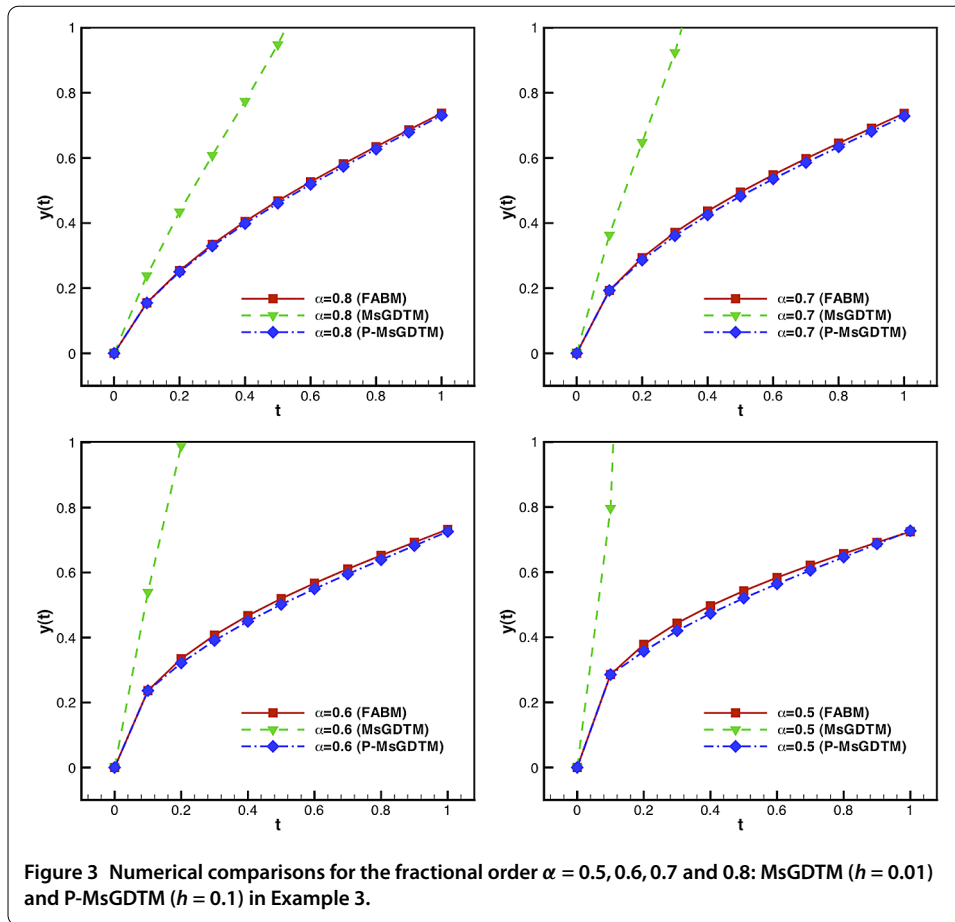 1
0.8
0.6
0.4
0.2
0
y(t)
α=0.8 (FABM)
α=0.8 (MsGDTM)
α=0.8 (P-MsGDTM)
0 0.2 0.4 0.6 0.8 1
t
1
0.8
0.6
0.4
0.2
0
y(t)
α=0.7 (FABM)
α=0.7 (MsGDTM)
α=0.7 (P-MsGDTM)
0 0.2 0.4 0.6 0.8 1
t
1
0.8
0.6
0.4
0.2
0
y(t)
α=0.6 (FABM)
α=0.6 (MsGDTM)
α=0.6 (P-MsGDTM)
0 0.2 0.4 0.6 0.8 1
t
1
0.8
0.6
0.4
0.2
0
y(t)
α=0.5 (FABM)
α=0.5 (MsGDTM)
α=0.5 (P-MsGDTM)
0 0.2 0.4 0.6 0.8 1
t
Figure 3 Numerical comparisons for the fractional order α = 0.5, 0.6, 0.7 and 0.8: MsGDTM (h = 0.01)
and P-MsGDTM (h = 0.1) in Example 3.